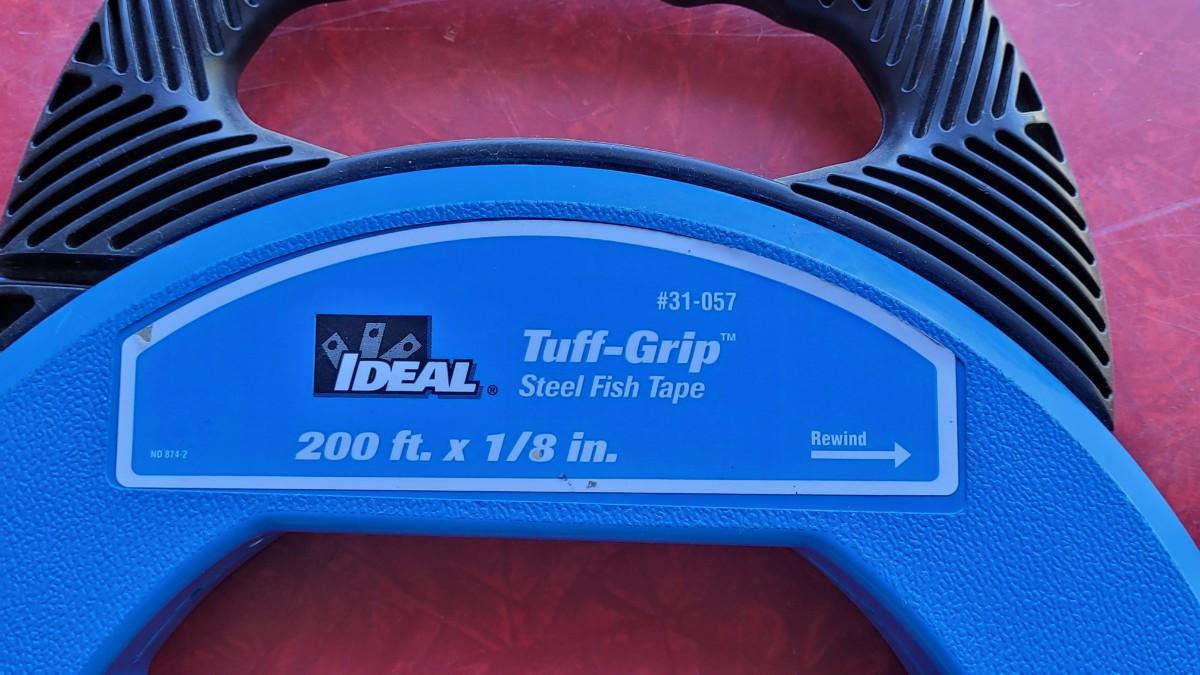 #31-057
IDEAL®
Tuff-Grip™
Steel Fish Tape
200 ft. x 1/8 in.
Rewind
ND 874-2